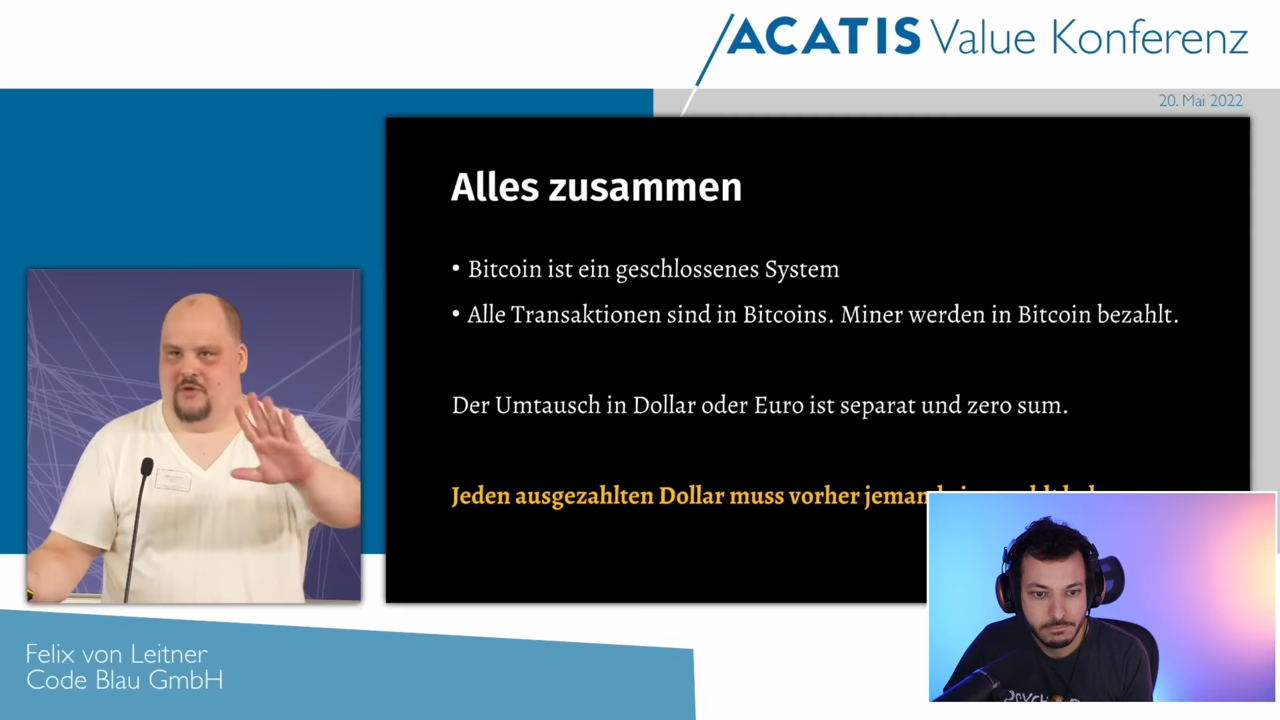 ACATIS Value Konferenz
20. Mai 2022
Alles zusammen
• Bitcoin ist ein geschlossenes System
• Alle Transaktionen sind in Bitcoins. Miner werden in Bitcoin bezahlt.
Der Umtausch in Dollar oder Euro ist separat und zero sum.
Jeden ausgezahlten Dollar muss vorher
Felix von Leitner
Code Blau GmbH